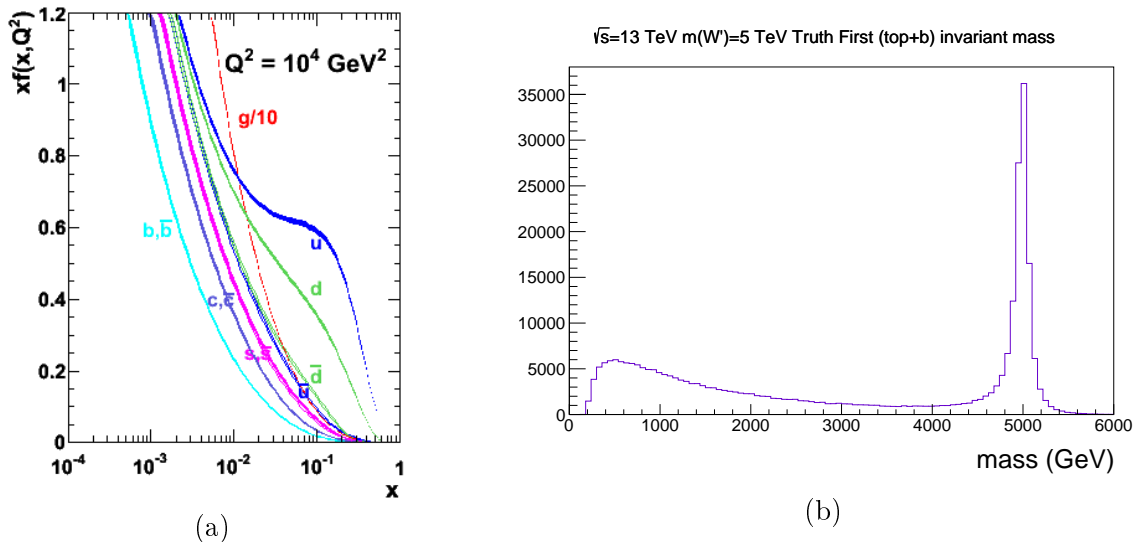 xf(x,Q²)
1.2
1
0.8
0.6
0.4
0.2
0
Q² = 10⁴ GeV²
g/10
b,b̅
u
c,c̅
d
s,s̅
d̅
u̅
10⁻⁴
10⁻³
10⁻²
10⁻¹
1
x
(a)
√s=13 TeV m(W')=5 TeV Truth First (top+b) invariant mass
35000
30000
25000
20000
15000
10000
5000
0
0
1000
2000
3000
4000
5000
6000
mass (GeV)
(b)